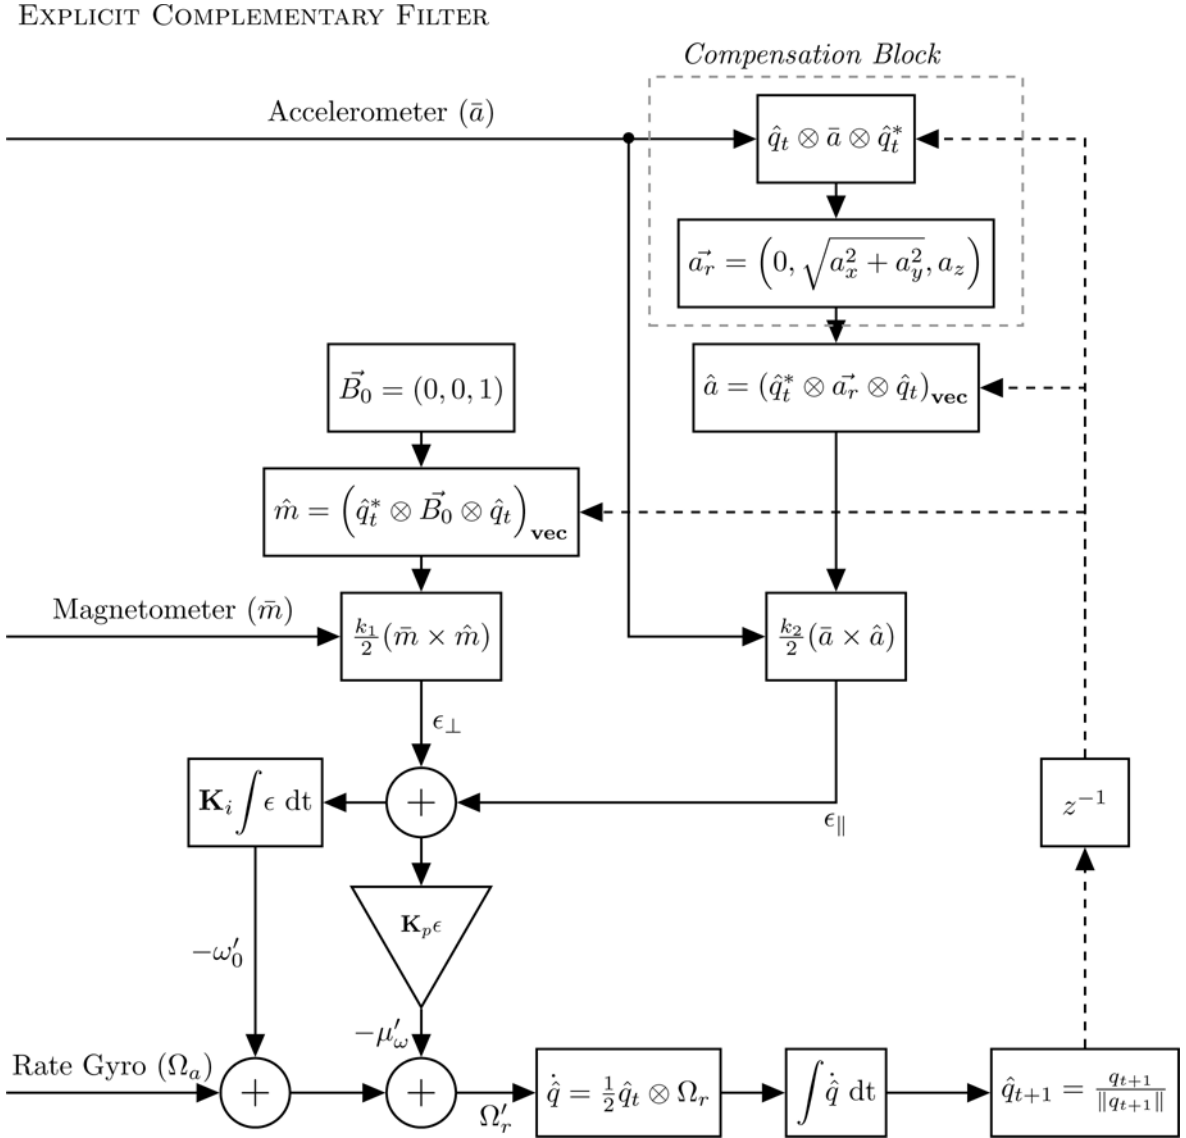 EXPLICIT COMPLEMENTARY FILTER
Compensation Block
Accelerometer (ā)
q̂ₜ ⊗ ā ⊗ q̂ₜ*
a⃗ᵣ = (0, √(aₓ² + a_y²), a_z)
B⃗₀ = (0, 0, 1)
â = (q̂ₜ* ⊗ a⃗ᵣ ⊗ q̂ₜ)vec
m̂ = (q̂ₜ* ⊗ B⃗₀ ⊗ q̂ₜ)vec
Magnetometer (m̄)
k₁/2 (m̄ × m̂)
k₂/2 (ā × â)
ϵ⊥
Kᵢ ∫ ϵ dt
+
ϵ∥
z⁻¹
Kₚϵ
−ω₀′
−μ′_ω
Rate Gyro (Ωₐ)
+
+
Ωᵣ′
q̂̇ = ½ q̂ₜ ⊗ Ωᵣ
∫ q̂̇ dt
q̂ₜ₊₁ = qₜ₊₁/‖qₜ₊₁‖